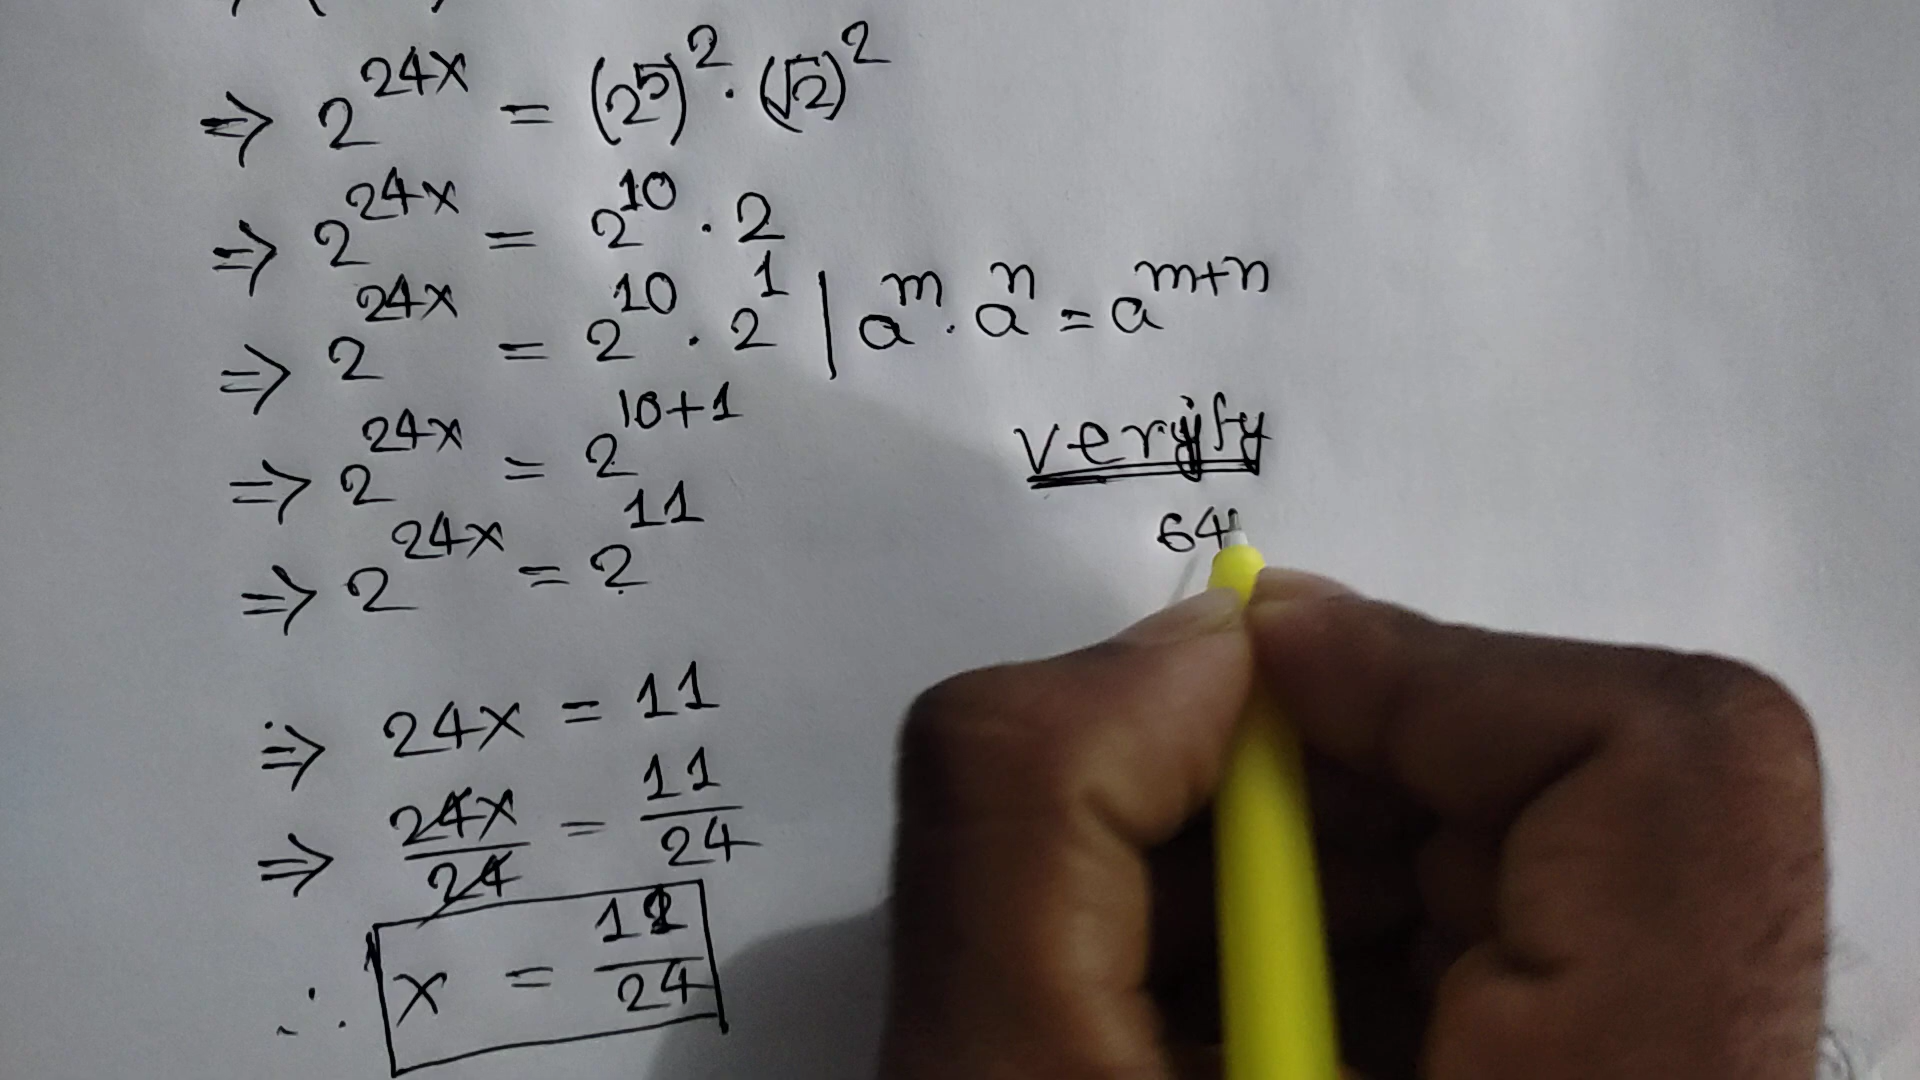 ⇒ 2^24x = (2^5)^2 · (√2)^2
⇒ 2^24x = 2^10 · 2
⇒ 2^24x = 2^10 · 2^1 | a^m · a^n = a^m+n
⇒ 2^24x = 2^10+1
⇒ 2^24x = 2^11
⇒ 24x = 11
⇒ 24x/24 = 11/24
∴ x = 11/24
verify
64